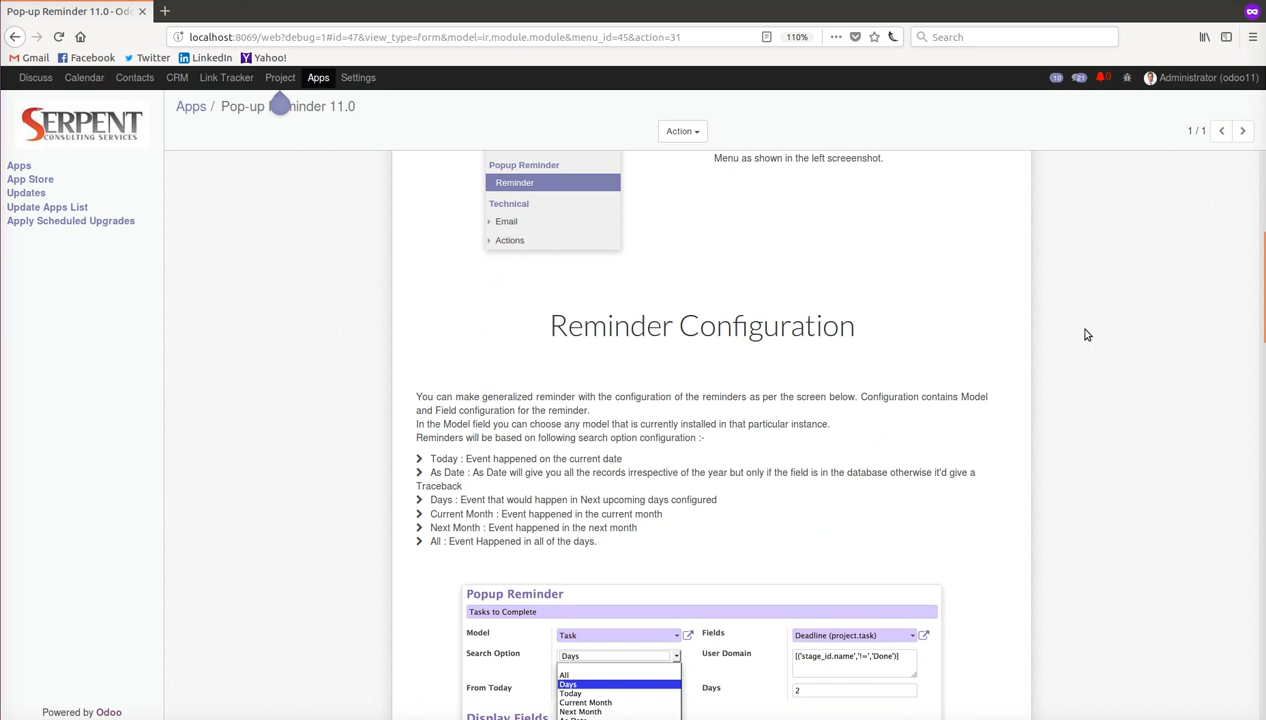 Pop-up Reminder 11.0 - Odo
localhost:8069/web?debug=1#id=47&view_type=form&model=ir.module.module&menu_id=45&action=31
110%
Search
Gmail Facebook Twitter LinkedIn Yahoo!
Discuss Calendar Contacts CRM Link Tracker Project Apps Settings
10 21 0 Administrator (odoo11)
SERPENT
CONSULTING SERVICES
Apps / Pop-up inder 11.0
Action
1 / 1
Apps
App Store
Updates
Update Apps List
Apply Scheduled Upgrades
Popup Reminder
Reminder
Technical
Email
Actions
Menu as shown in the left screeenshot.
Reminder Configuration
You can make generalized reminder with the configuration of the reminders as per the screen below. Configuration contains Model
and Field configuration for the reminder.
In the Model field you can choose any model that is currently installed in that particular instance.
Reminders will be based on following search option configuration :-
Today : Event happened on the current date
As Date : As Date will give you all the records irrespective of the year but only if the field is in the database otherwise it'd give a
Traceback
Days : Event that would happen in Next upcoming days configured
Current Month : Event happened in the current month
Next Month : Event happened in the next month
All : Event Happened in all of the days.
Popup Reminder
Tasks to Complete
Model Task Fields Deadline (project.task)
Search Option Days User Domain [('stage_id.name','!=','Done')]
All
Days
Today
Current Month
Next Month
From Today Days 2
Display Fields
Powered by Odoo